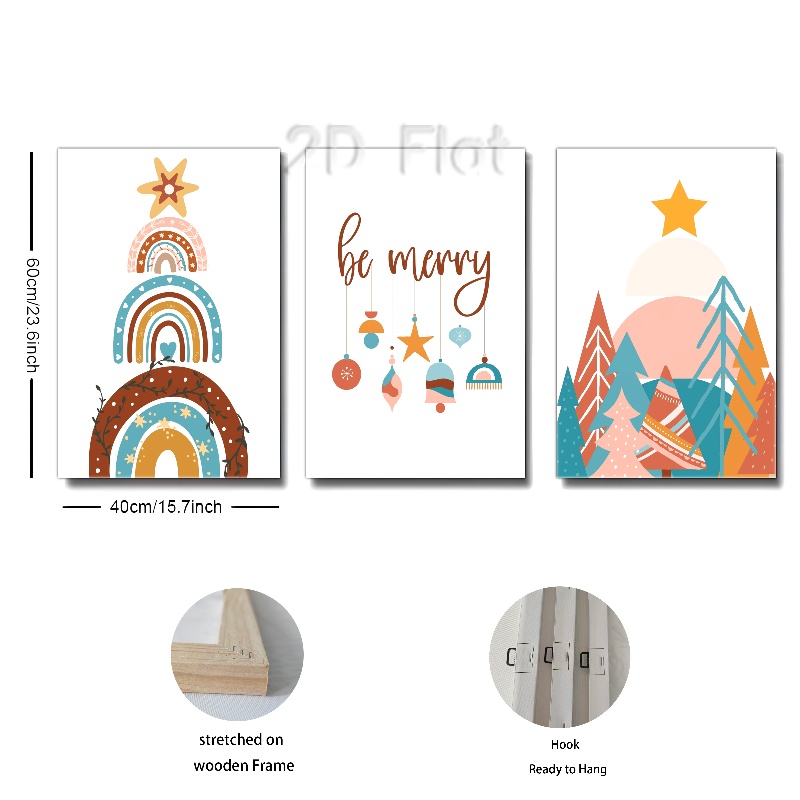 2D Flat
60cm/23.6inch
be merry
40cm/15.7inch
stretched on
wooden Frame
Hook
Ready to Hang